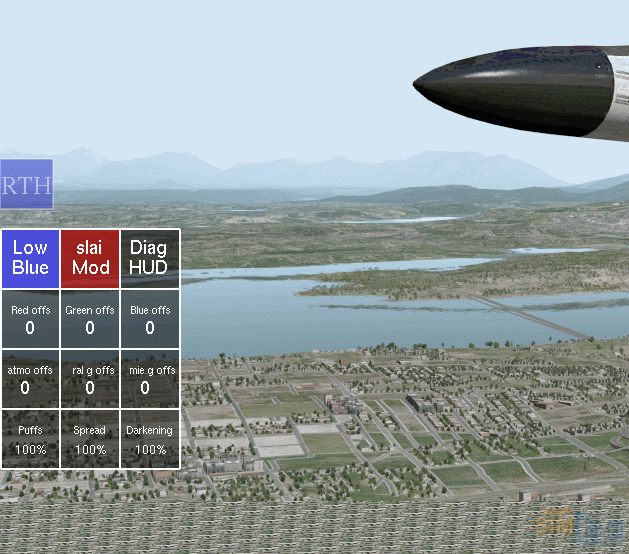 RTH
Low slai Diag
Blue Mod HUD
Red offs Green offs Blue offs
0 0 0
atmo offs ral g offs mie g offs
0 0 0
Puffs Spread Darkening
100% 100% 100%